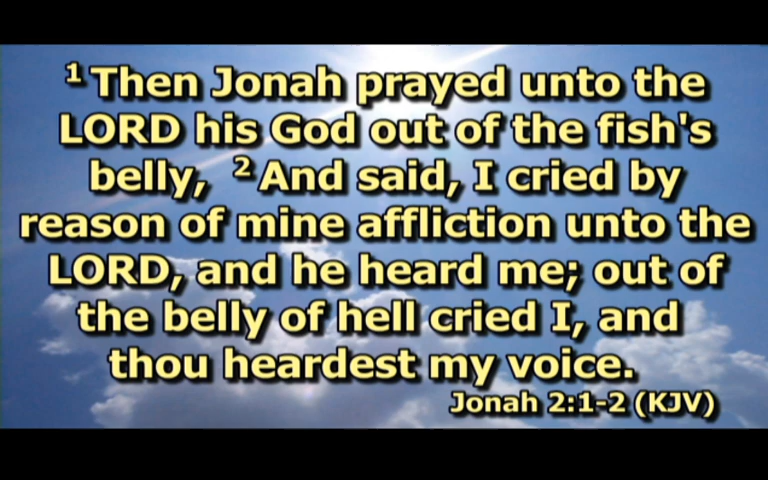 1 Then Jonah prayed unto the
LORD his God out of the fish's
belly, 2 And said, I cried by
reason of mine affliction unto the
LORD, and he heard me; out of
the belly of hell cried I, and
thou heardest my voice.
Jonah 2:1-2 (KJV)